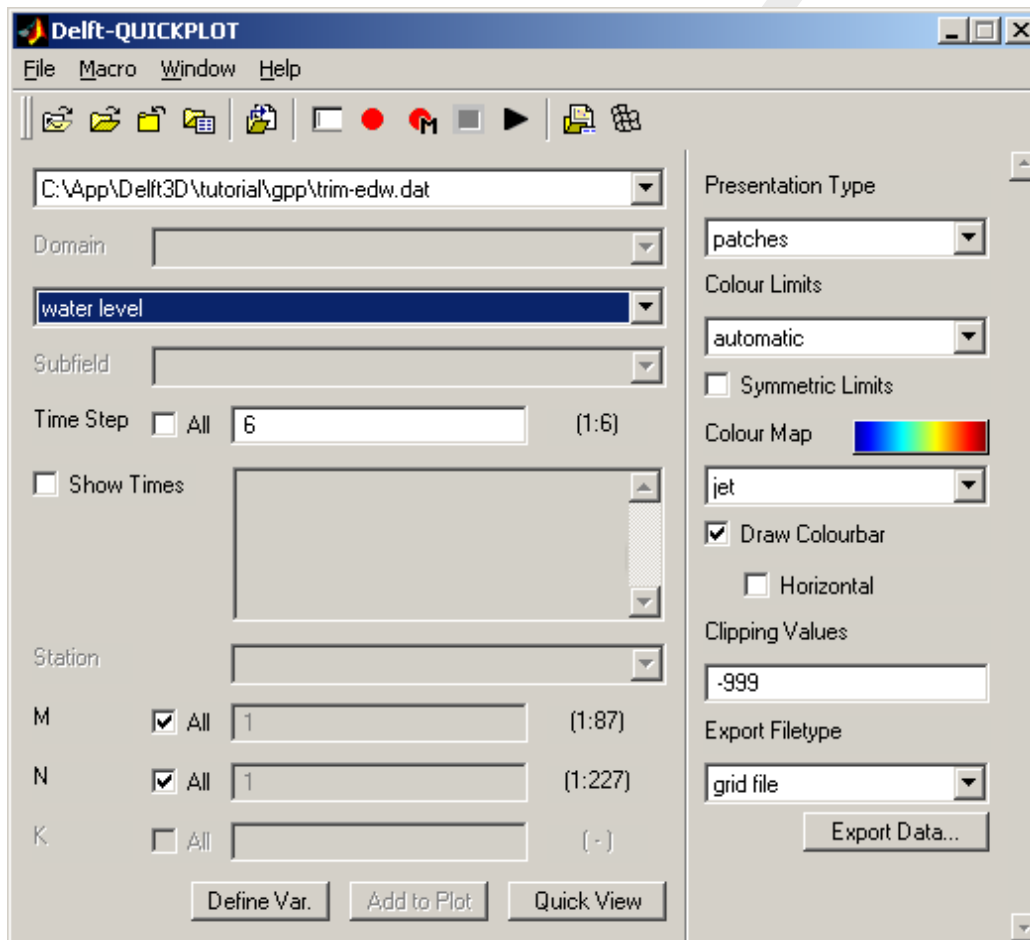 Delft-QUICKPLOT
File Macro Window Help
M
C:\App\Delft3D\tutorial\gpp\trim-edw.dat
Domain
water level
Subfield
Time Step All 6 (1:6)
Show Times
Station
M All 1 (1:87)
N All 1 (1:227)
K All ( - )
Define Var. Add to Plot Quick View
Presentation Type
patches
Colour Limits
automatic
Symmetric Limits
Colour Map
jet
Draw Colourbar
Horizontal
Clipping Values
-999
Export Filetype
grid file
Export Data...